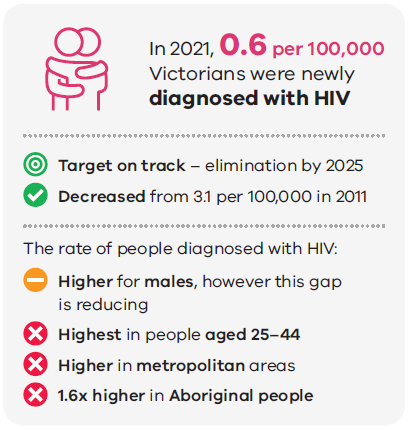 In 2021, 0.6 per 100,000
Victorians were newly
diagnosed with HIV
Target on track – elimination by 2025
Decreased from 3.1 per 100,000 in 2011
The rate of people diagnosed with HIV:
Higher for males, however this gap
is reducing
Highest in people aged 25–44
Higher in metropolitan areas
1.6x higher in Aboriginal people